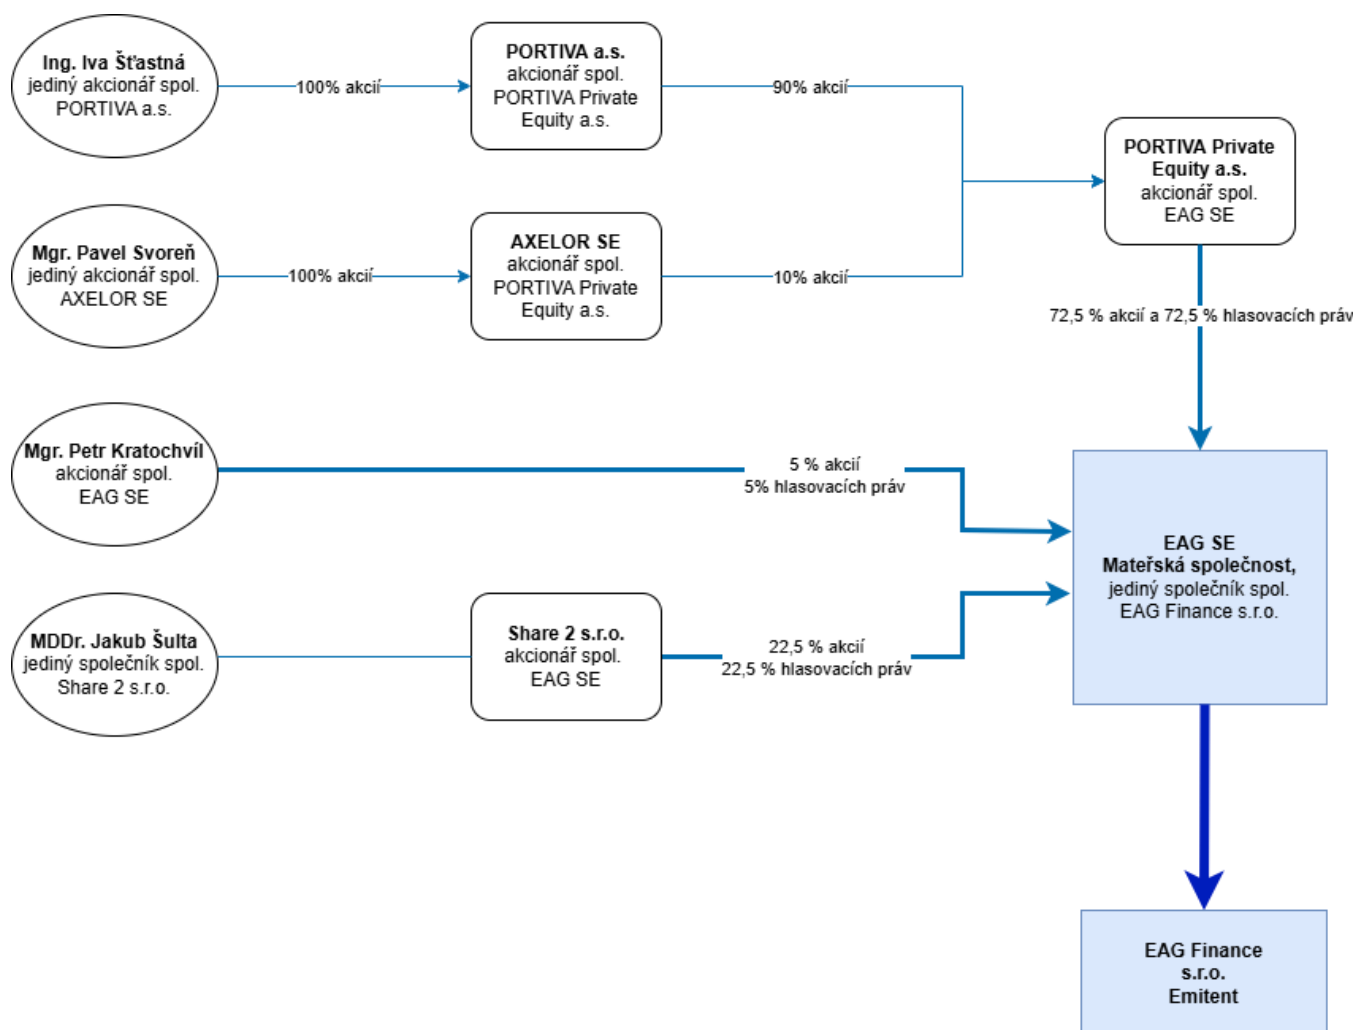 Ing. Iva Šťastná
jediný akcionář spol.
PORTIVA a.s.
100% akcií
PORTIVA a.s.
akcionář spol.
PORTIVA Private
Equity a.s.
90% akcií
PORTIVA Private
Equity a.s.
akcionář spol.
EAG SE
Mgr. Pavel Svoreň
jediný akcionář spol.
AXELOR SE
100% akcií
AXELOR SE
akcionář spol.
PORTIVA Private
Equity a.s.
10% akcií
72,5 % akcií a 72,5 % hlasovacích práv
Mgr. Petr Kratochvíl
akcionář spol.
EAG SE
5 % akcií
5% hlasovacích práv
EAG SE
Mateřská společnost,
jediný společník spol.
EAG Finance s.r.o.
MDDr. Jakub Šulta
jediný společník spol.
Share 2 s.r.o.
Share 2 s.r.o.
akcionář spol.
EAG SE
22,5 % akcií
22,5 % hlasovacích práv
EAG Finance
s.r.o.
Emitent